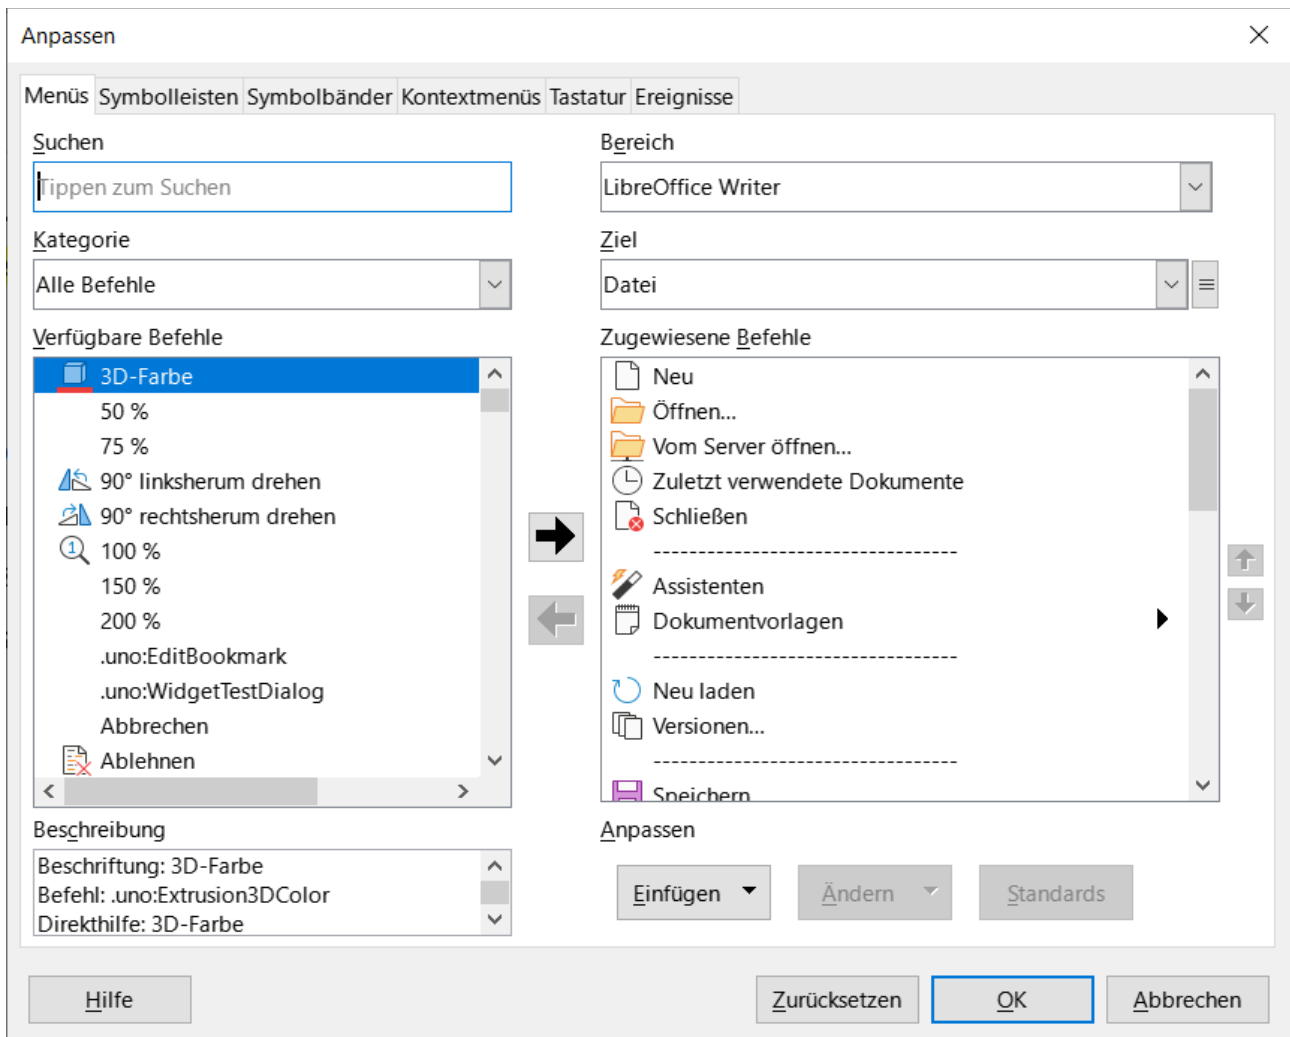 Anpassen
Menüs Symbolleisten Symbolbänder Kontextmenüs Tastatur Ereignisse
Suchen
Tippen zum Suchen
Kategorie
Alle Befehle
Verfügbare Befehle
3D-Farbe
50 %
75 %
90° linksherum drehen
90° rechtsherum drehen
1
100 %
150 %
200 %
.uno:EditBookmark
.uno:WidgetTestDialog
Abbrechen
Ablehnen
Beschreibung
Beschriftung: 3D-Farbe
Befehl: .uno:Extrusion3DColor
Direkthilfe: 3D-Farbe
Bereich
LibreOffice Writer
Ziel
Datei
Zugewiesene Befehle
Neu
Öffnen...
Vom Server öffnen...
Zuletzt verwendete Dokumente
Schließen
----------------------------------
Assistenten
Dokumentvorlagen
----------------------------------
Neu laden
Versionen...
----------------------------------
Speichern
Anpassen
Einfügen Ändern Standards
Hilfe Zurücksetzen OK Abbrechen